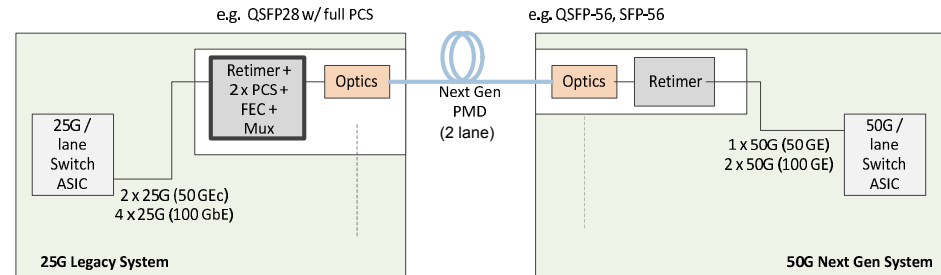 e.g. QSFP28 w/ full PCS
e.g. QSFP-56, SFP-56
Retimer +
2 x PCS +
FEC +
Mux
Optics
Next Gen
PMD
(2 lane)
Optics
Retimer
25G /
lane
Switch
ASIC
2 x 25G (50 GEc)
4 x 25G (100 GbE)
1 x 50G (50 GE)
2 x 50G (100 GE)
50G /
lane
Switch
ASIC
25G Legacy System
50G Next Gen System